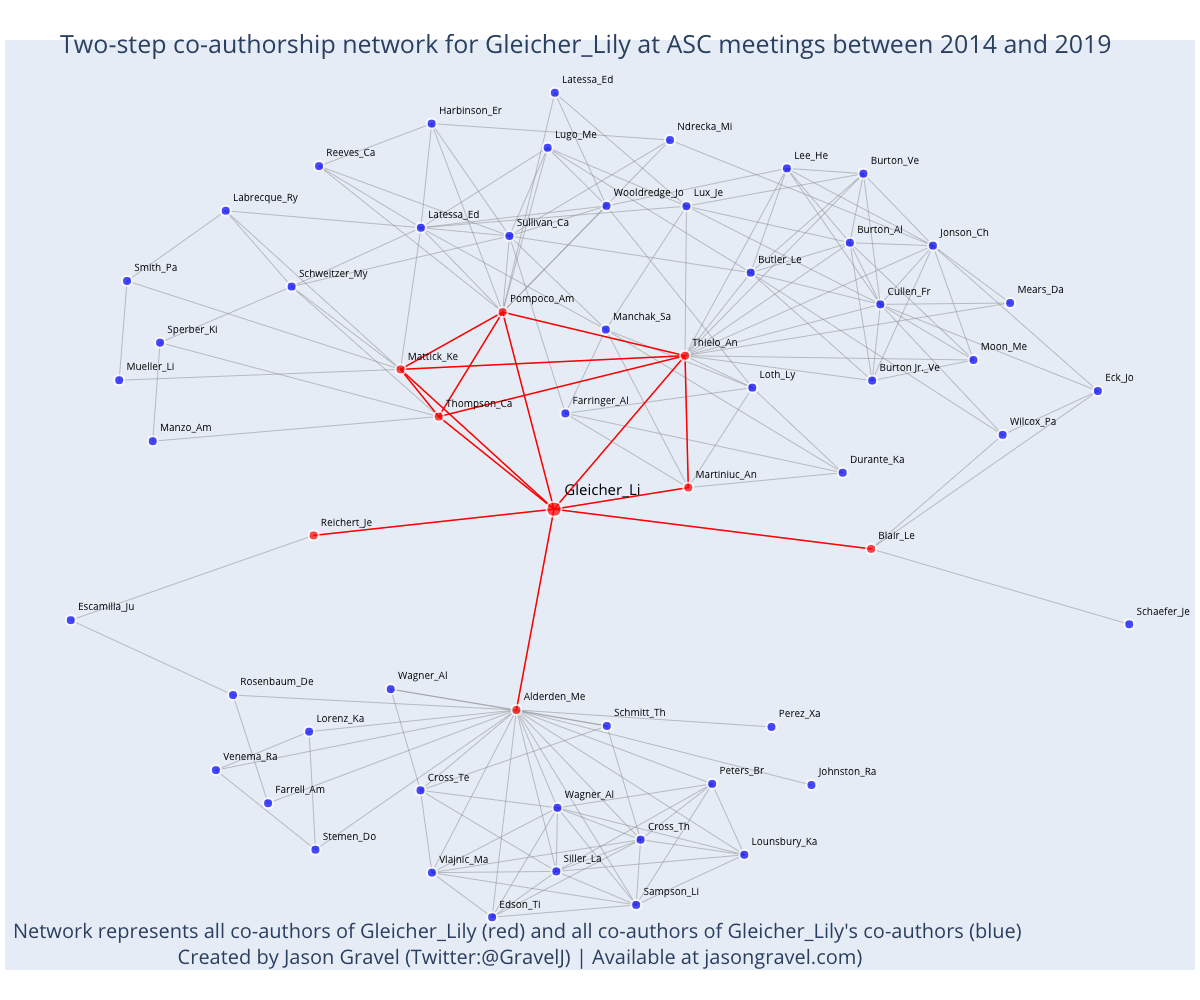 Two-step co-authorship network for Gleicher_Lily at ASC meetings between 2014 and 2019
Latessa_Ed
Harbinson_Er
Ndrecka_Mi
Lugo_Me
Reeves_Ca
Lee_He
Burton_Ve
Labrecque_Ry
Wooldredge_Jo
Lux_Je
Latessa_Ed
Sullivan_Ca
Burton_Al
Jonson_Ch
Smith_Pa
Schweitzer_My
Butler_Le
Pompoco_Am
Cullen_Fr
Mears_Da
Sperber_Ki
Manchak_Sa
Thielo_An
Mueller_Li
Mattick_Ke
Moon_Me
Burton Jr._Ve
Loth_Ly
Eck_Jo
Manzo_Am
Thompson_Ca
Farringer_Al
Wilcox_Pa
Durante_Ka
Martiniuc_An
Gleicher_Li
Reichert_Je
Blair_Le
Escamilla_Ju
Schaefer_Je
Rosenbaum_De
Wagner_Al
Alderden_Me
Lorenz_Ka
Schmitt_Th
Perez_Xa
Venema_Ra
Cross_Te
Peters_Br
Johnston_Ra
Farrell_Am
Wagner_Al
Stemen_Do
Cross_Th
Lounsbury_Ka
Vlajnic_Ma
Siller_La
Sampson_Li
Edson_Ti
Network represents all co-authors of Gleicher_Lily (red) and all co-authors of Gleicher_Lily's co-authors (blue)
Created by Jason Gravel (Twitter:@GravelJ) | Available at jasongravel.com)